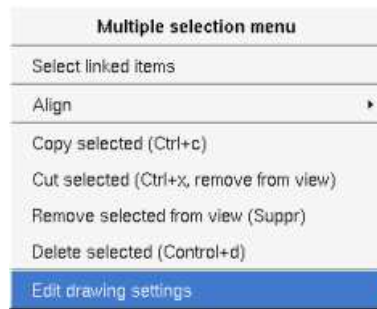 Multiple selection menu
Select linked items
Align
Copy selected (Ctrl+c)
Cut selected (Ctrl+x, remove from view)
Remove selected from view (Suppr)
Delete selected (Control+d)
Edit drawing settings